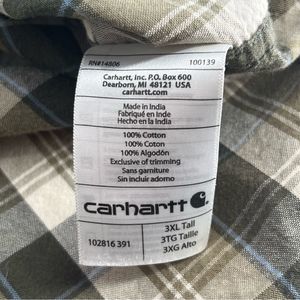 RN#14806 100139
Carhartt, Inc. P.O. Box 600
Dearborn, MI 48121 USA
carhartt.com
Made in India
Fabriqué en Inde
Hecho en la India
100% Cotton
100% Coton
100% Algodón
Exclusive of trimming
Sans garniture
Sin incluir adorno
carhartt
102816 391
3XL Tall
3TG Taille
3XG Alto